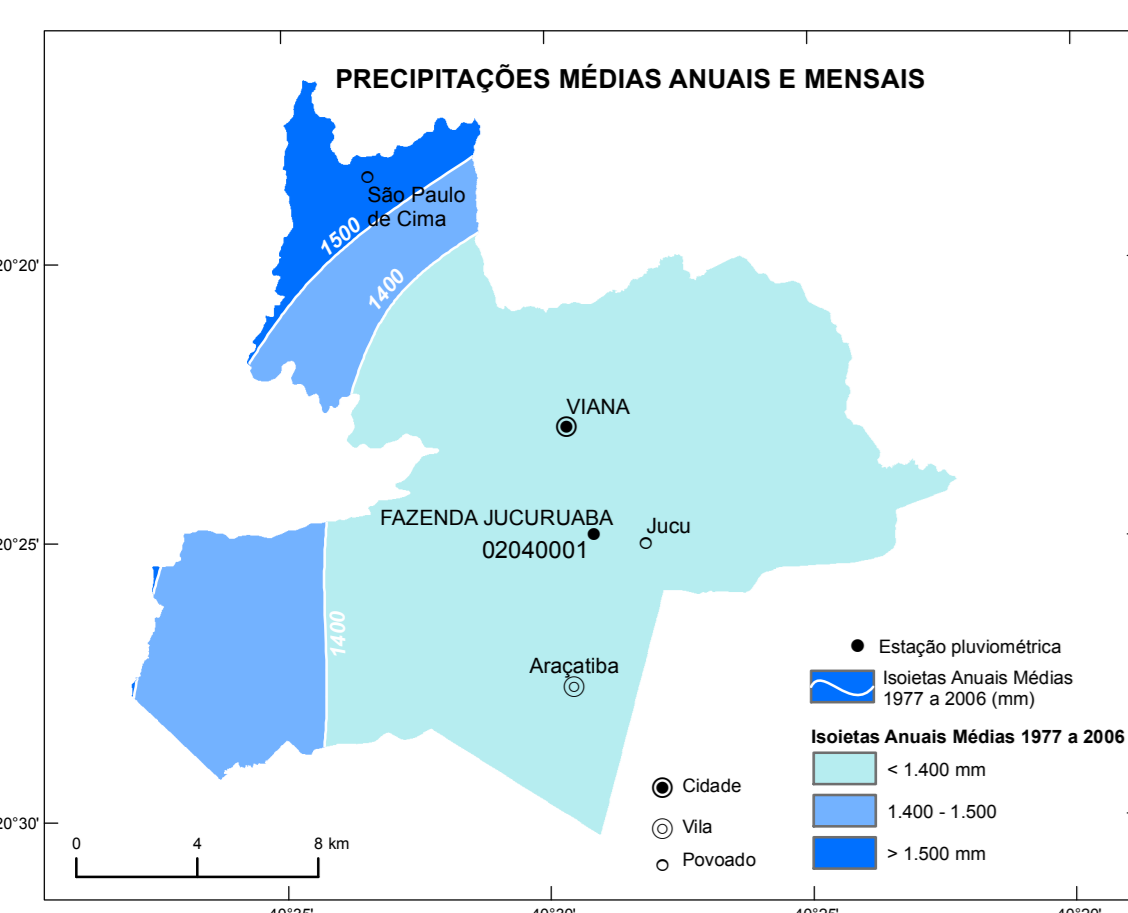 PRECIPITAÇÕES MÉDIAS ANUAIS E MENSAIS
São Paulo
de Cima
1500
20°20'
1400
VIANA
FAZENDA JUCURUABA
Jucu
20°25'
02040001
1400
Araçatiba
Estação pluviométrica
Isoietas Anuais Médias
1977 a 2006 (mm)
Isoietas Anuais Médias 1977 a 2006
< 1.400 mm
1.400 - 1.500
> 1.500 mm
Cidade
Vila
Povoado
20°30'
0 4 8 km